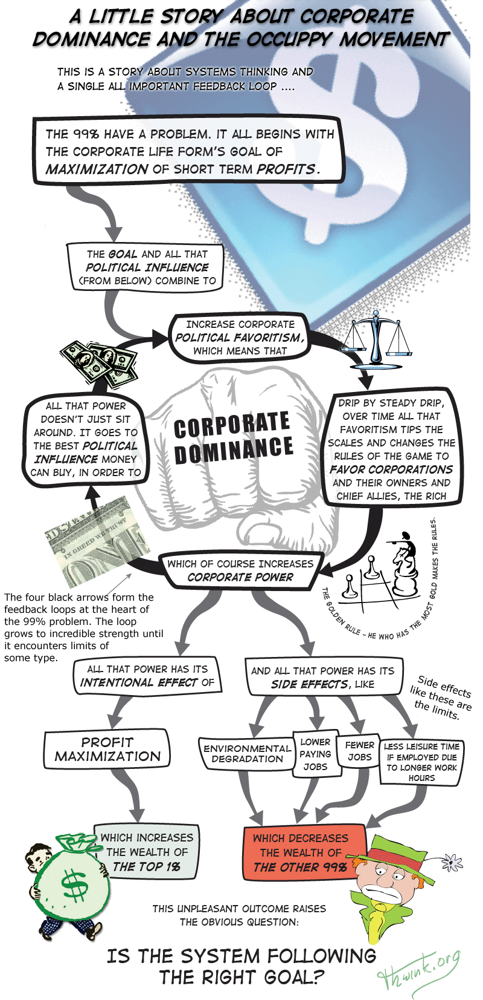 A LITTLE STORY ABOUT CORPORATE
DOMINANCE AND THE OCCUPPY MOVEMENT
THIS IS A STORY ABOUT SYSTEMS THINKING AND
A SINGLE ALL IMPORTANT FEEDBACK LOOP ....
THE 99% HAVE A PROBLEM. IT ALL BEGINS WITH
THE CORPORATE LIFE FORM'S GOAL OF
MAXIMIZATION OF SHORT TERM PROFITS.
THE GOAL AND ALL THAT
POLITICAL INFLUENCE
(FROM BELOW) COMBINE TO
INCREASE CORPORATE
POLITICAL FAVORITISM,
WHICH MEANS THAT
DRIP BY STEADY DRIP,
OVER TIME ALL THAT
FAVORITISM TIPS THE
SCALES AND CHANGES THE
RULES OF THE GAME TO
FAVOR CORPORATIONS
AND THEIR OWNERS AND
CHIEF ALLIES, THE RICH
ALL THAT POWER
DOESN'T JUST SIT
AROUND. IT GOES TO
THE BEST POLITICAL
INFLUENCE MONEY
CAN BUY, IN ORDER TO
CORPORATE
DOMINANCE
IN GREED WE TRUST
ONE
WHICH OF COURSE INCREASES
CORPORATE POWER
THE GOLDEN RULE ~ HE WHO HAS THE MOST GOLD MAKES THE RULES.
The four black arrows form the
feedback loops at the heart of
the 99% problem. The loop
grows to incredible strength until
it encounters limits of
some type.
ALL THAT POWER HAS ITS
INTENTIONAL EFFECT OF
AND ALL THAT POWER HAS ITS
SIDE EFFECTS, LIKE
Side effects
like these are
the limits.
PROFIT
MAXIMIZATION
ENVIRONMENTAL
DEGRADATION
LOWER
PAYING
JOBS
FEWER
JOBS
LESS LEISURE TIME
IF EMPLOYED DUE
TO LONGER WORK
HOURS
WHICH INCREASES
THE WEALTH OF
THE TOP 1%
$
WHICH DECREASES
THE WEALTH OF
THE OTHER 99%
THIS UNPLEASANT OUTCOME RAISES
THE OBVIOUS QUESTION:
IS THE SYSTEM FOLLOWING
THE RIGHT GOAL?
thwink.org